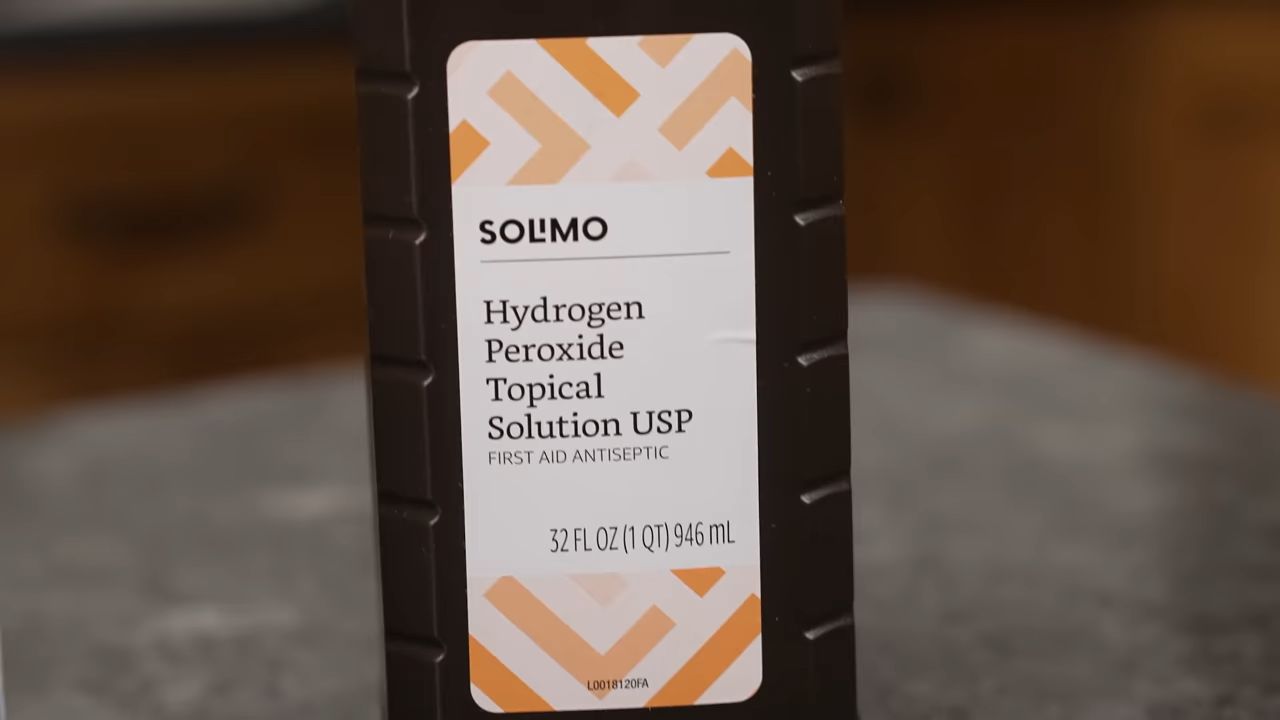 SOLIMO
Hydrogen
Peroxide
Topical
Solution USP
FIRST AID ANTISEPTIC
32 FL OZ (1 QT) 946 mL
L0018120FA